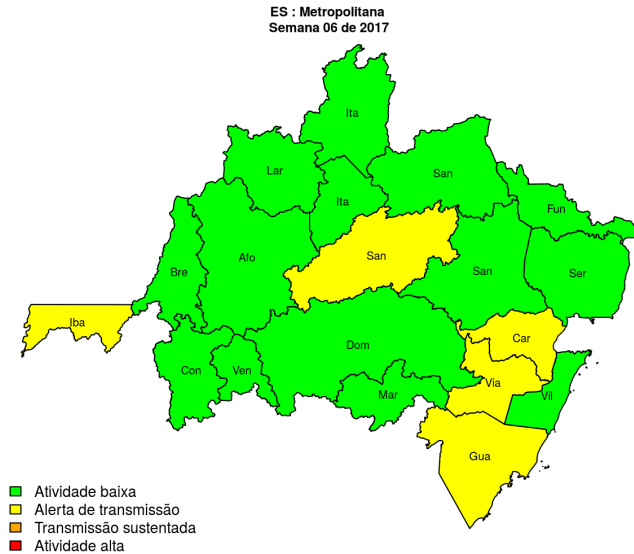 ES : Metropolitana
Semana 06 de 2017
Ita
Lar
San
Ita
Fun
Afo
San
Bre
San
Ser
Iba
Car
Dom
Con
Ven
Via
Mar
Vil
Gua
Atividade baixa
Alerta de transmissão
Transmissão sustentada
Atividade alta